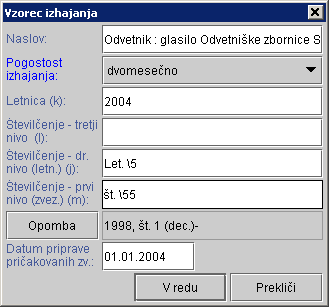 Vzorec izhajanja
Naslov: Odvetnik : glasilo Odvetniške zbornice S
Pogostost izhajanja: dvomesečno
Letnica (k): 2004
Številčenje - tretji nivo (l):
Številčenje - dr. nivo (letn.) (j): Let. \5
Številčenje - prvi nivo (zvez.) (m): št. \55
Opomba 1998, št. 1 (dec.)-
Datum priprave pričakovanih zv.: 01.01.2004
V redu Prekliči